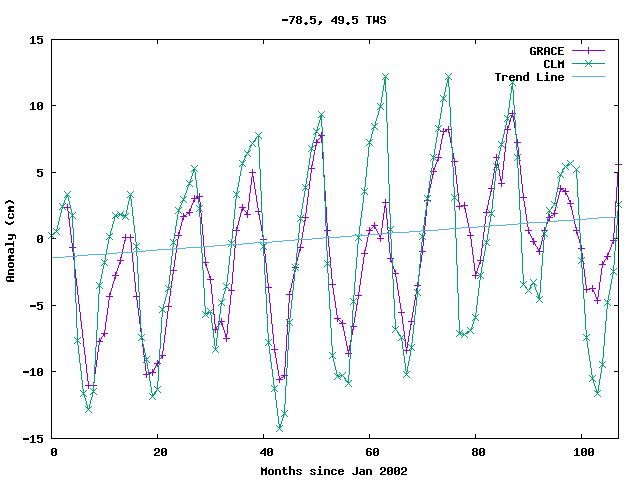 -78.5, 49.5 TWS
GRACE
CLM
Trend Line
15
10
5
0
-5
-10
-15
Anomaly (cm)
0 20 40 60 80 100
Months since Jan 2002